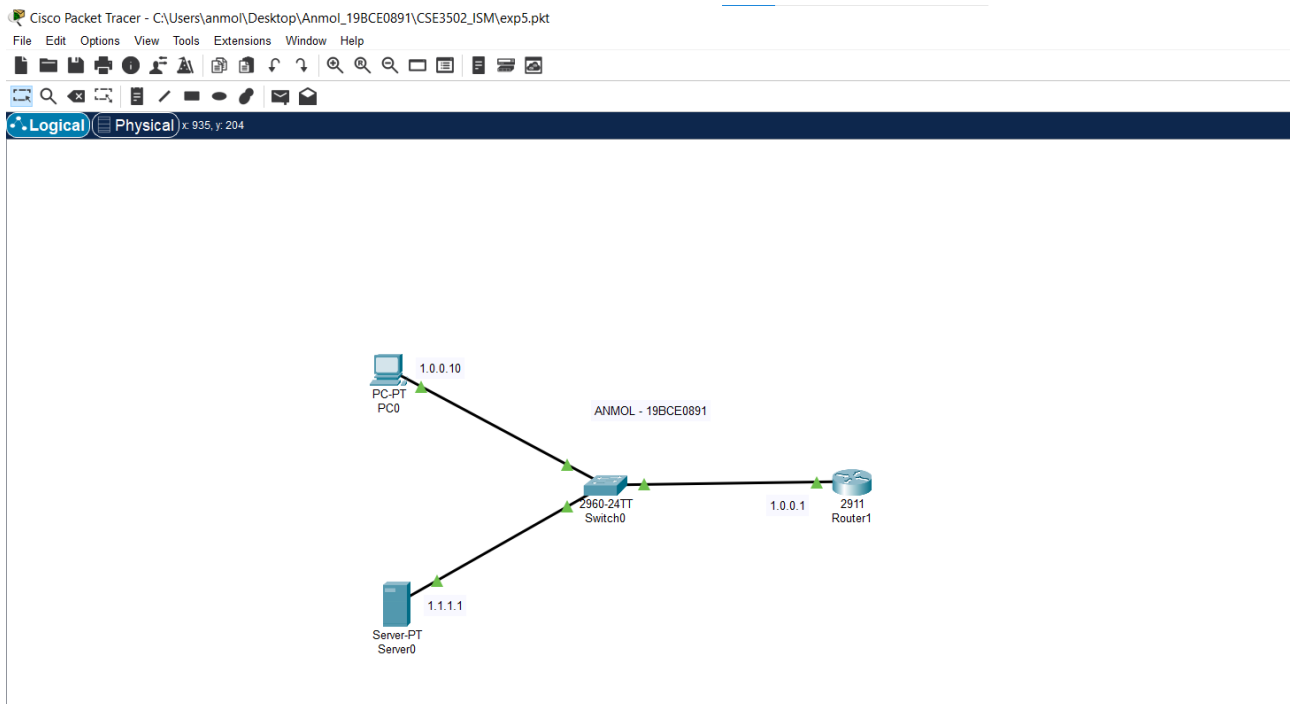 Cisco Packet Tracer - C:\Users\anmol\Desktop\Anmol_19BCE0891\CSE3502_ISM\exp5.pkt
File Edit Options View Tools Extensions Window Help
Logical Physical x: 935, y: 204
1.0.0.10
PC-PT
PC0
ANMOL - 19BCE0891
2960-24TT
Switch0
1.0.0.1
2911
Router1
1.1.1.1
Server-PT
Server0